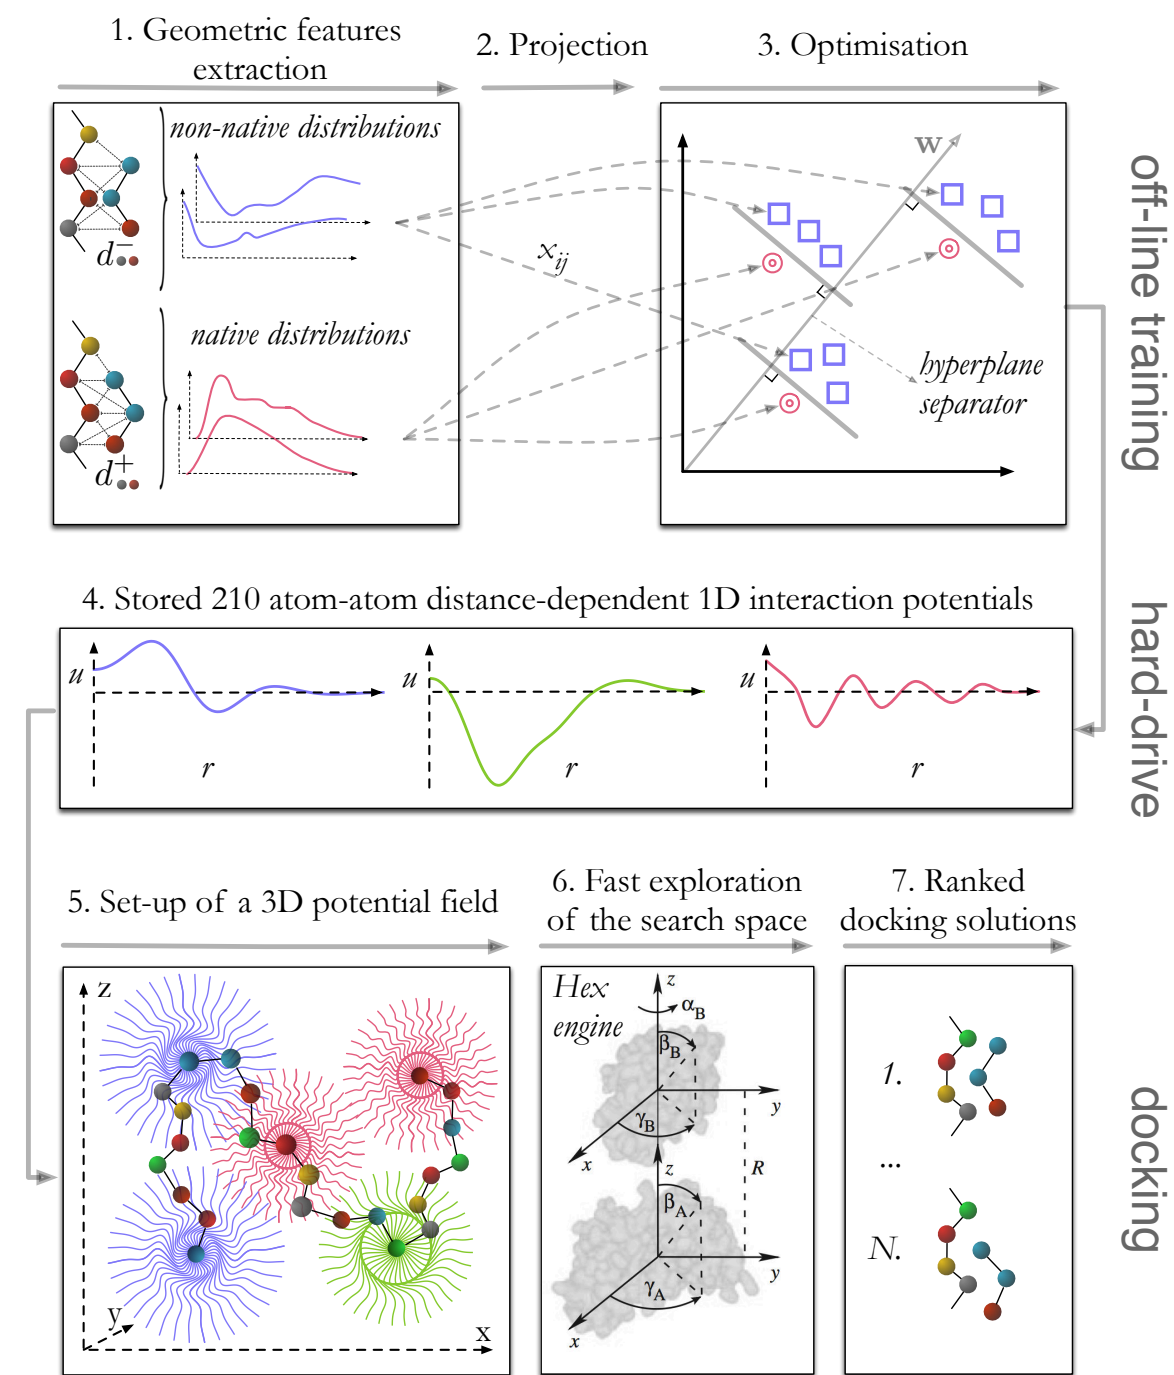 1. Geometric features
extraction
2. Projection
3. Optimisation
non-native distributions
d−
native distributions
d+
x_ij
w
hyperplane
separator
off-line training
4. Stored 210 atom-atom distance-dependent 1D interaction potentials
u
r
u
r
u
r
hard-drive
5. Set-up of a 3D potential field
6. Fast exploration
of the search space
7. Ranked
docking solutions
z
y
x
Hex
engine
z
α_B
β_B
γ_B
y
x
R
z
β_A
γ_A
y
x
1.
...
N.
docking